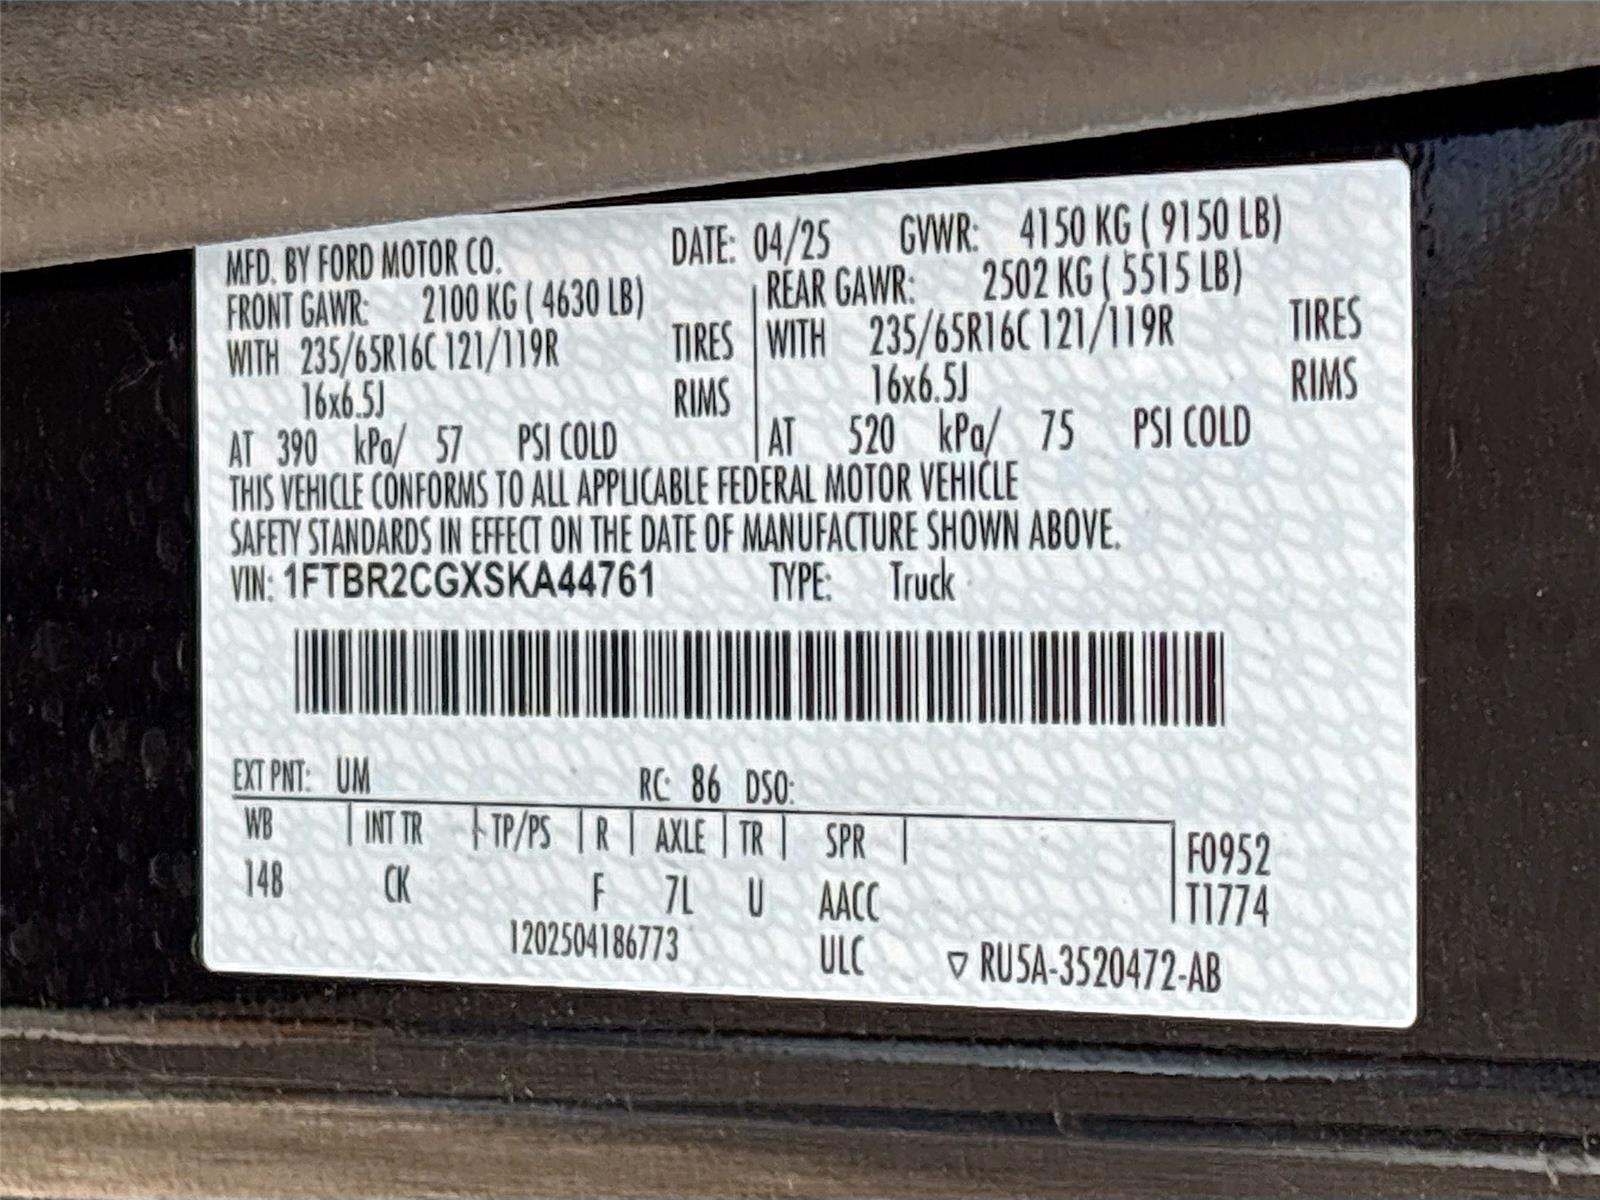 MFD. BY FORD MOTOR CO. DATE: 04/25 GVWR: 4150 KG ( 9150 LB)
FRONT GAWR: 2100 KG ( 4630 LB) REAR GAWR: 2502 KG ( 5515 LB)
WITH 235/65R16C 121/119R TIRES WITH 235/65R16C 121/119R TIRES
16x6.5J RIMS 16x6.5J RIMS
AT 390 kPa/ 57 PSI COLD AT 520 kPa/ 75 PSI COLD
THIS VEHICLE CONFORMS TO ALL APPLICABLE FEDERAL MOTOR VEHICLE
SAFETY STANDARDS IN EFFECT ON THE DATE OF MANUFACTURE SHOWN ABOVE.
VIN: 1FTBR2CGXSKA44761 TYPE: Truck
EXT PNT: UM RC: 86 DSO:
WB INT TR TP/PS R AXLE TR SPR F0952
148 CK F 7L U AACC T1774
1202504186773 ULC ▽ RU5A-3520472-AB